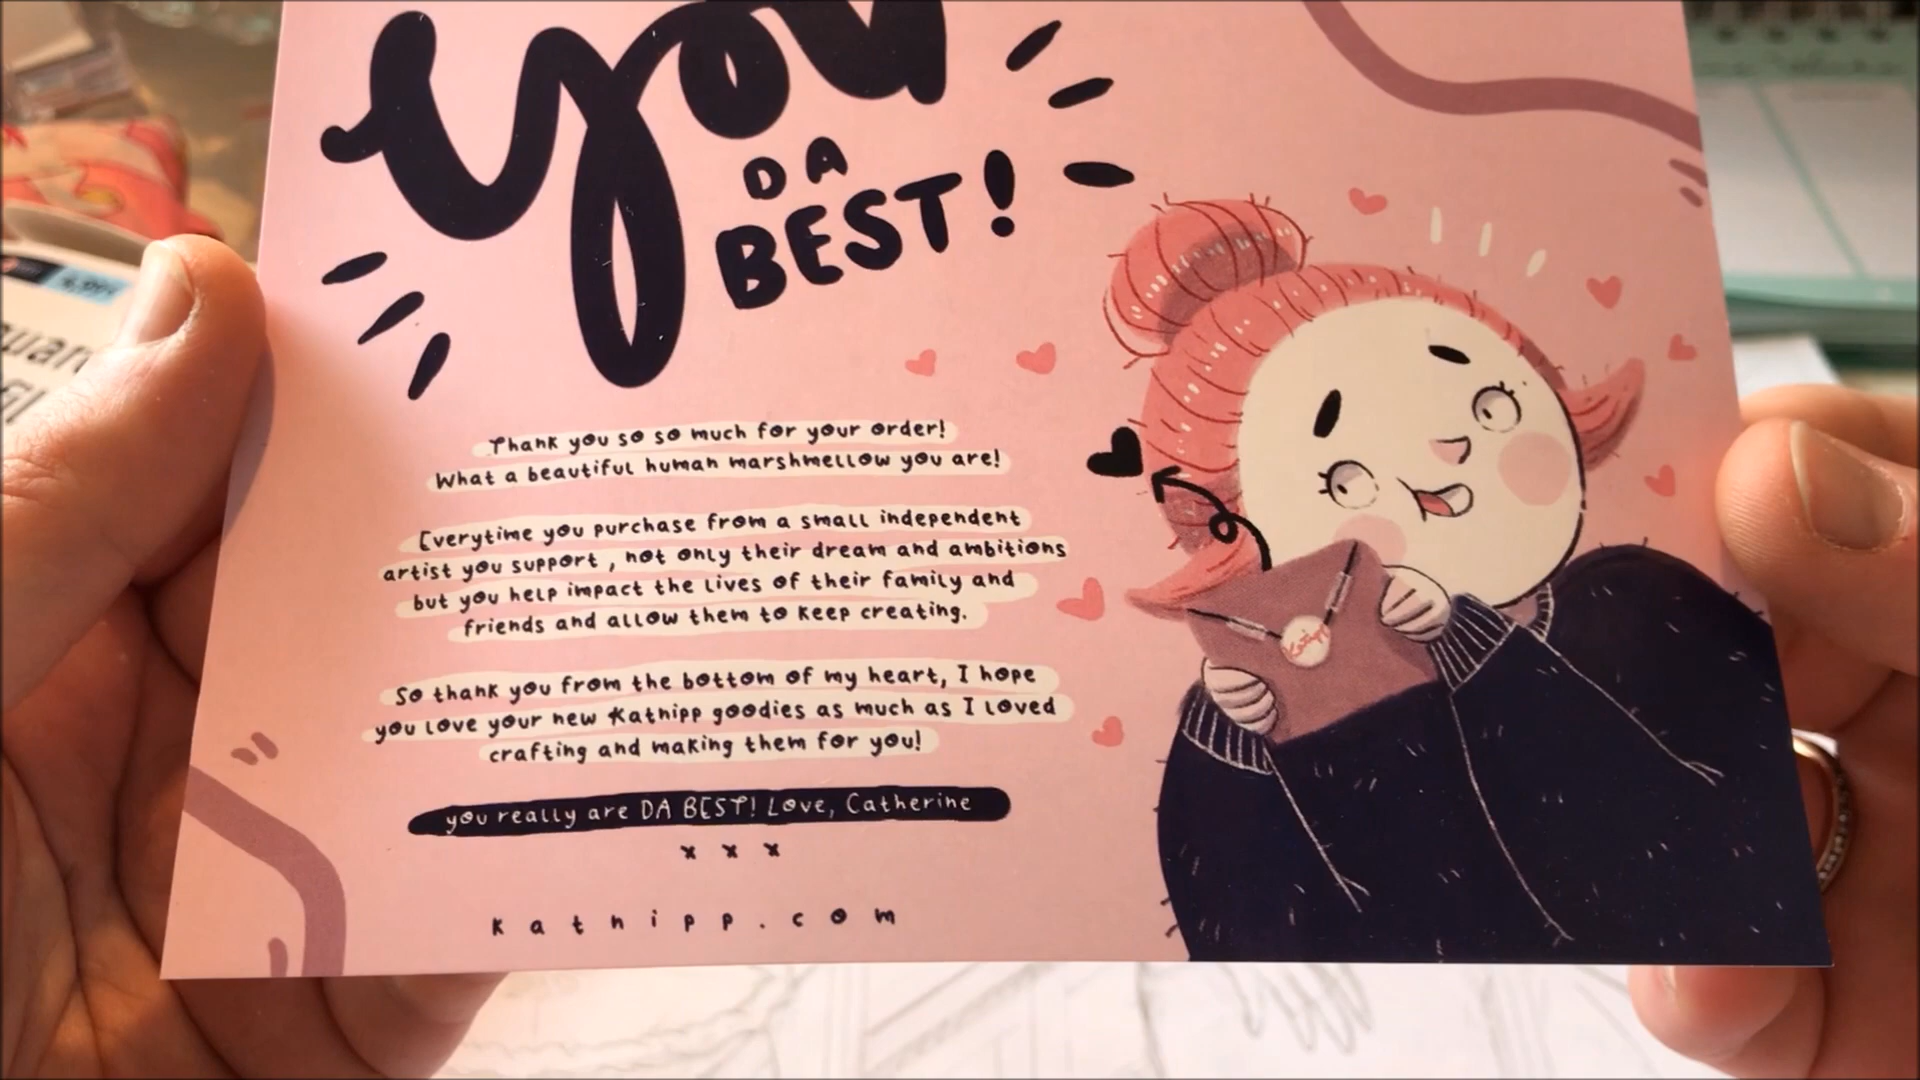 you
DA
BEST!
Thank you so so much for your order!
What a beautiful human marshmellow you are!
Everytime you purchase from a small independent
artist you support , not only their dream and ambitions
but you help impact the lives of their family and
friends and allow them to keep creating.
So thank you from the bottom of my heart, I hope
you love your new Katnipp goodies as much as I loved
crafting and making them for you!
you really are DA BEST! Love, Catherine
x x x
katnipp.com
Katnipp